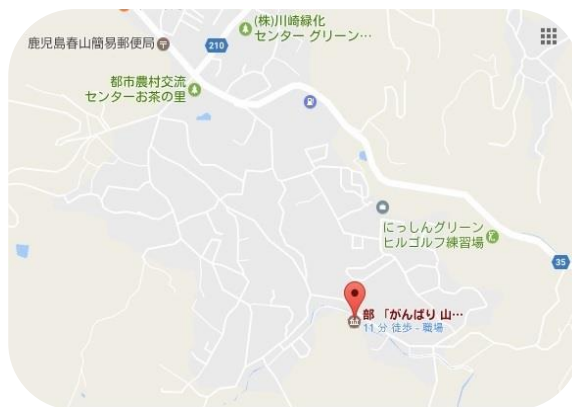 (株)川崎緑化
センター グリーン…
鹿児島春山簡易郵便局
210
都市農村交流
センターお茶の里
にっしんグリーン
ヒルゴルフ練習場
35
部 「がんばり 山…
11 分 徒歩 - 職場